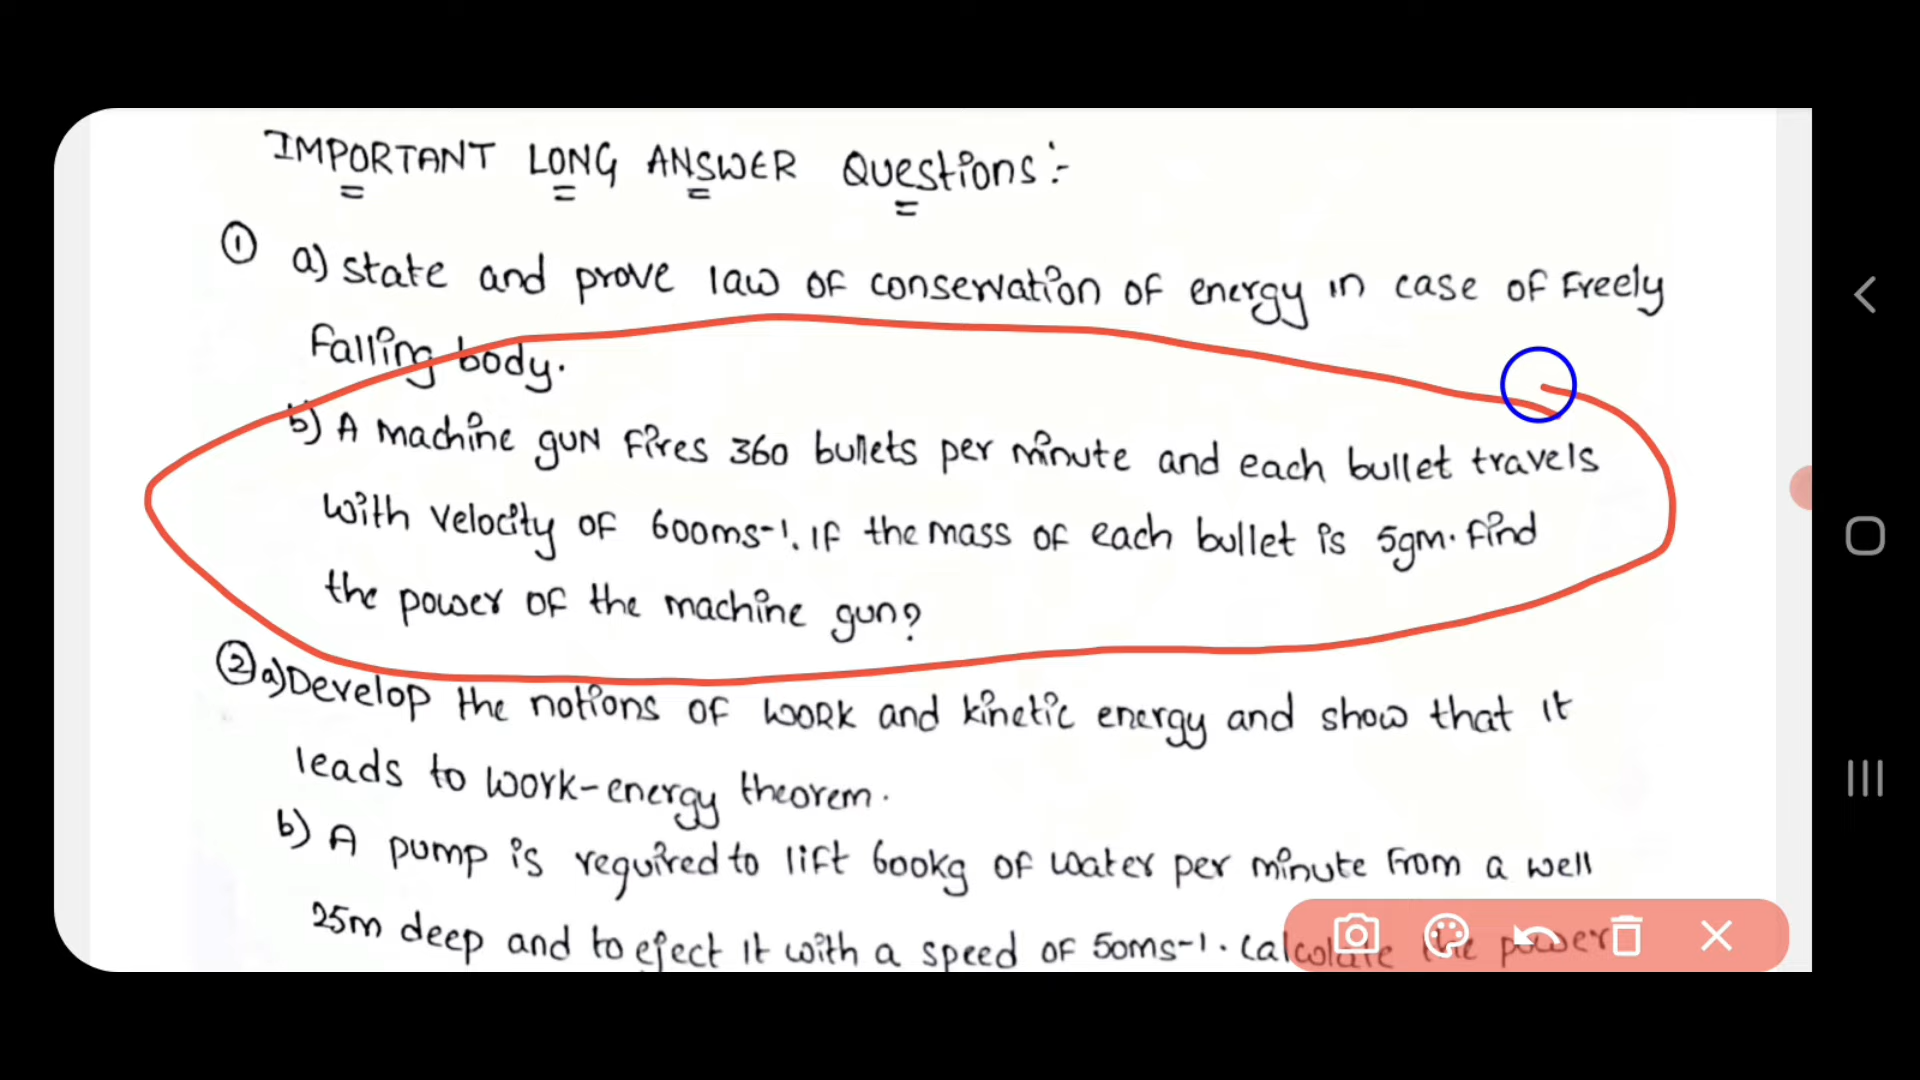 IMPORTANT LONG ANSWER Questions:-
① a) state and prove law of conservation of energy in case of freely
falling body.
b) A machine gun fires 360 bullets per minute and each bullet travels
with velocity of 600ms-1. If the mass of each bullet is 5gm. find
the power of the machine gun?
② a) Develop the notions of work and kinetic energy and show that it
leads to work-energy theorem.
b) A pump is required to lift 600kg of water per minute from a well
25m deep and to eject it with a speed of 50ms-1. Calculate the power